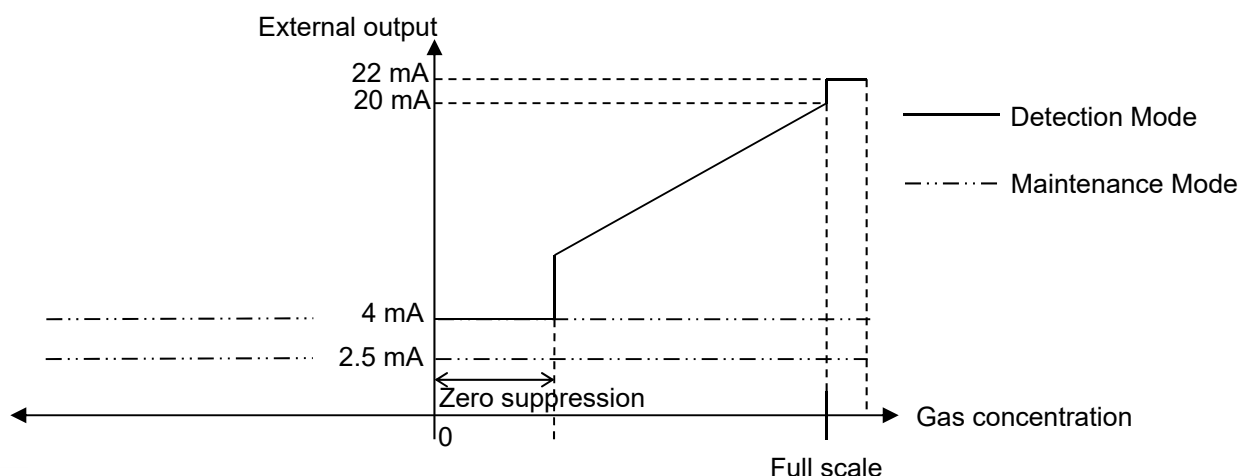 External output
22 mA
20 mA
Detection Mode
Maintenance Mode
4 mA
2.5 mA
Zero suppression
Gas concentration
0
Full scale